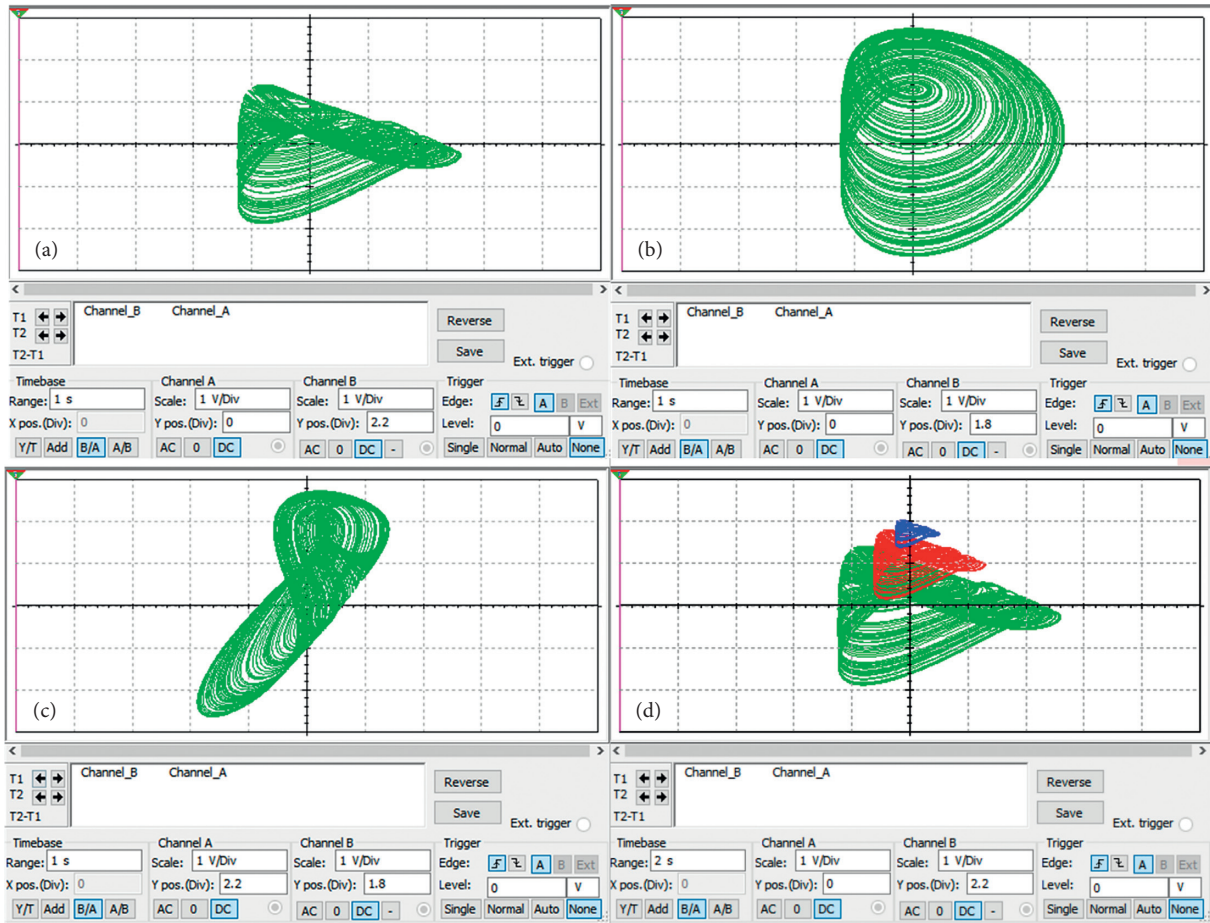 (a)
T1
T2
T2-T1
Channel_B Channel_A
Reverse
Save
Ext. trigger
Timebase
Range: 1 s
X pos.(Div): 0
Y/T Add B/A A/B
Channel A
Scale: 1 V/Div
Y pos.(Div): 0
AC 0 DC
Channel B
Scale: 1 V/Div
Y pos.(Div): 2.2
AC 0 DC -
Trigger
Edge: A B Ext
Level: 0 V
Single Normal Auto None
(b)
T1
T2
T2-T1
Channel_B Channel_A
Reverse
Save
Ext. trigger
Timebase
Range: 1 s
X pos.(Div): 0
Y/T Add B/A A/B
Channel A
Scale: 1 V/Div
Y pos.(Div): 0
AC 0 DC
Channel B
Scale: 1 V/Div
Y pos.(Div): 1.8
AC 0 DC -
Trigger
Edge: A B Ext
Level: 0 V
Single Normal Auto None
(c)
T1
T2
T2-T1
Channel_B Channel_A
Reverse
Save
Ext. trigger
Timebase
Range: 1 s
X pos.(Div): 0
Y/T Add B/A A/B
Channel A
Scale: 1 V/Div
Y pos.(Div): 2.2
AC 0 DC
Channel B
Scale: 1 V/Div
Y pos.(Div): 1.8
AC 0 DC -
Trigger
Edge: A B Ext
Level: 0 V
Single Normal Auto None
(d)
T1
T2
T2-T1
Channel_B Channel_A
Reverse
Save
Ext. trigger
Timebase
Range: 2 s
X pos.(Div): 0
Y/T Add B/A A/B
Channel A
Scale: 1 V/Div
Y pos.(Div): 0
AC 0 DC
Channel B
Scale: 1 V/Div
Y pos.(Div): 2.2
AC 0 DC -
Trigger
Edge: A B Ext
Level: 0 V
Single Normal Auto None